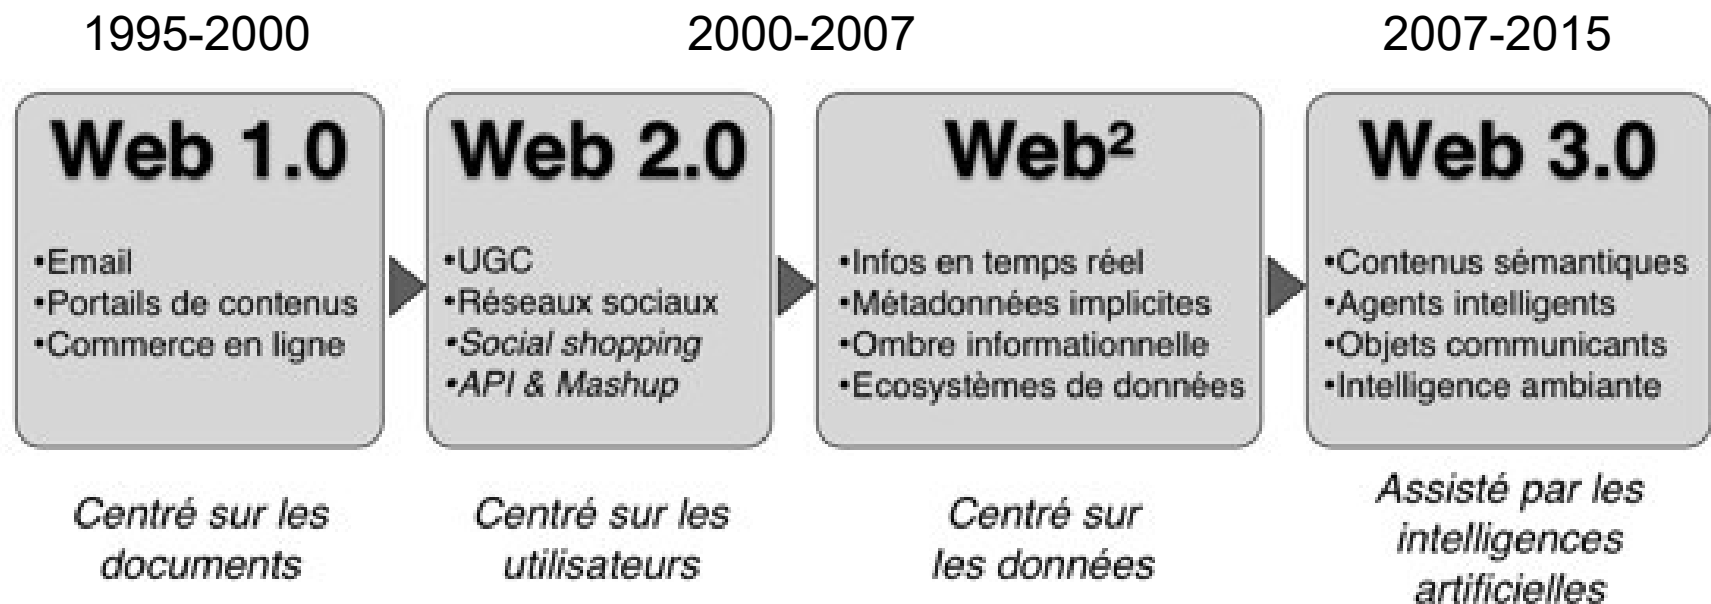 1995-2000
2000-2007
2007-2015
Web 1.0
•Email
•Portails de contenus
•Commerce en ligne
Centré sur les
documents
Web 2.0
•UGC
•Réseaux sociaux
•Social shopping
•API & Mashup
Centré sur les
utilisateurs
Web²
•Infos en temps réel
•Métadonnées implicites
•Ombre informationnelle
•Ecosystèmes de données
Centré sur
les données
Web 3.0
•Contenus sémantiques
•Agents intelligents
•Objets communicants
•Intelligence ambiante
Assisté par les
intelligences
artificielles